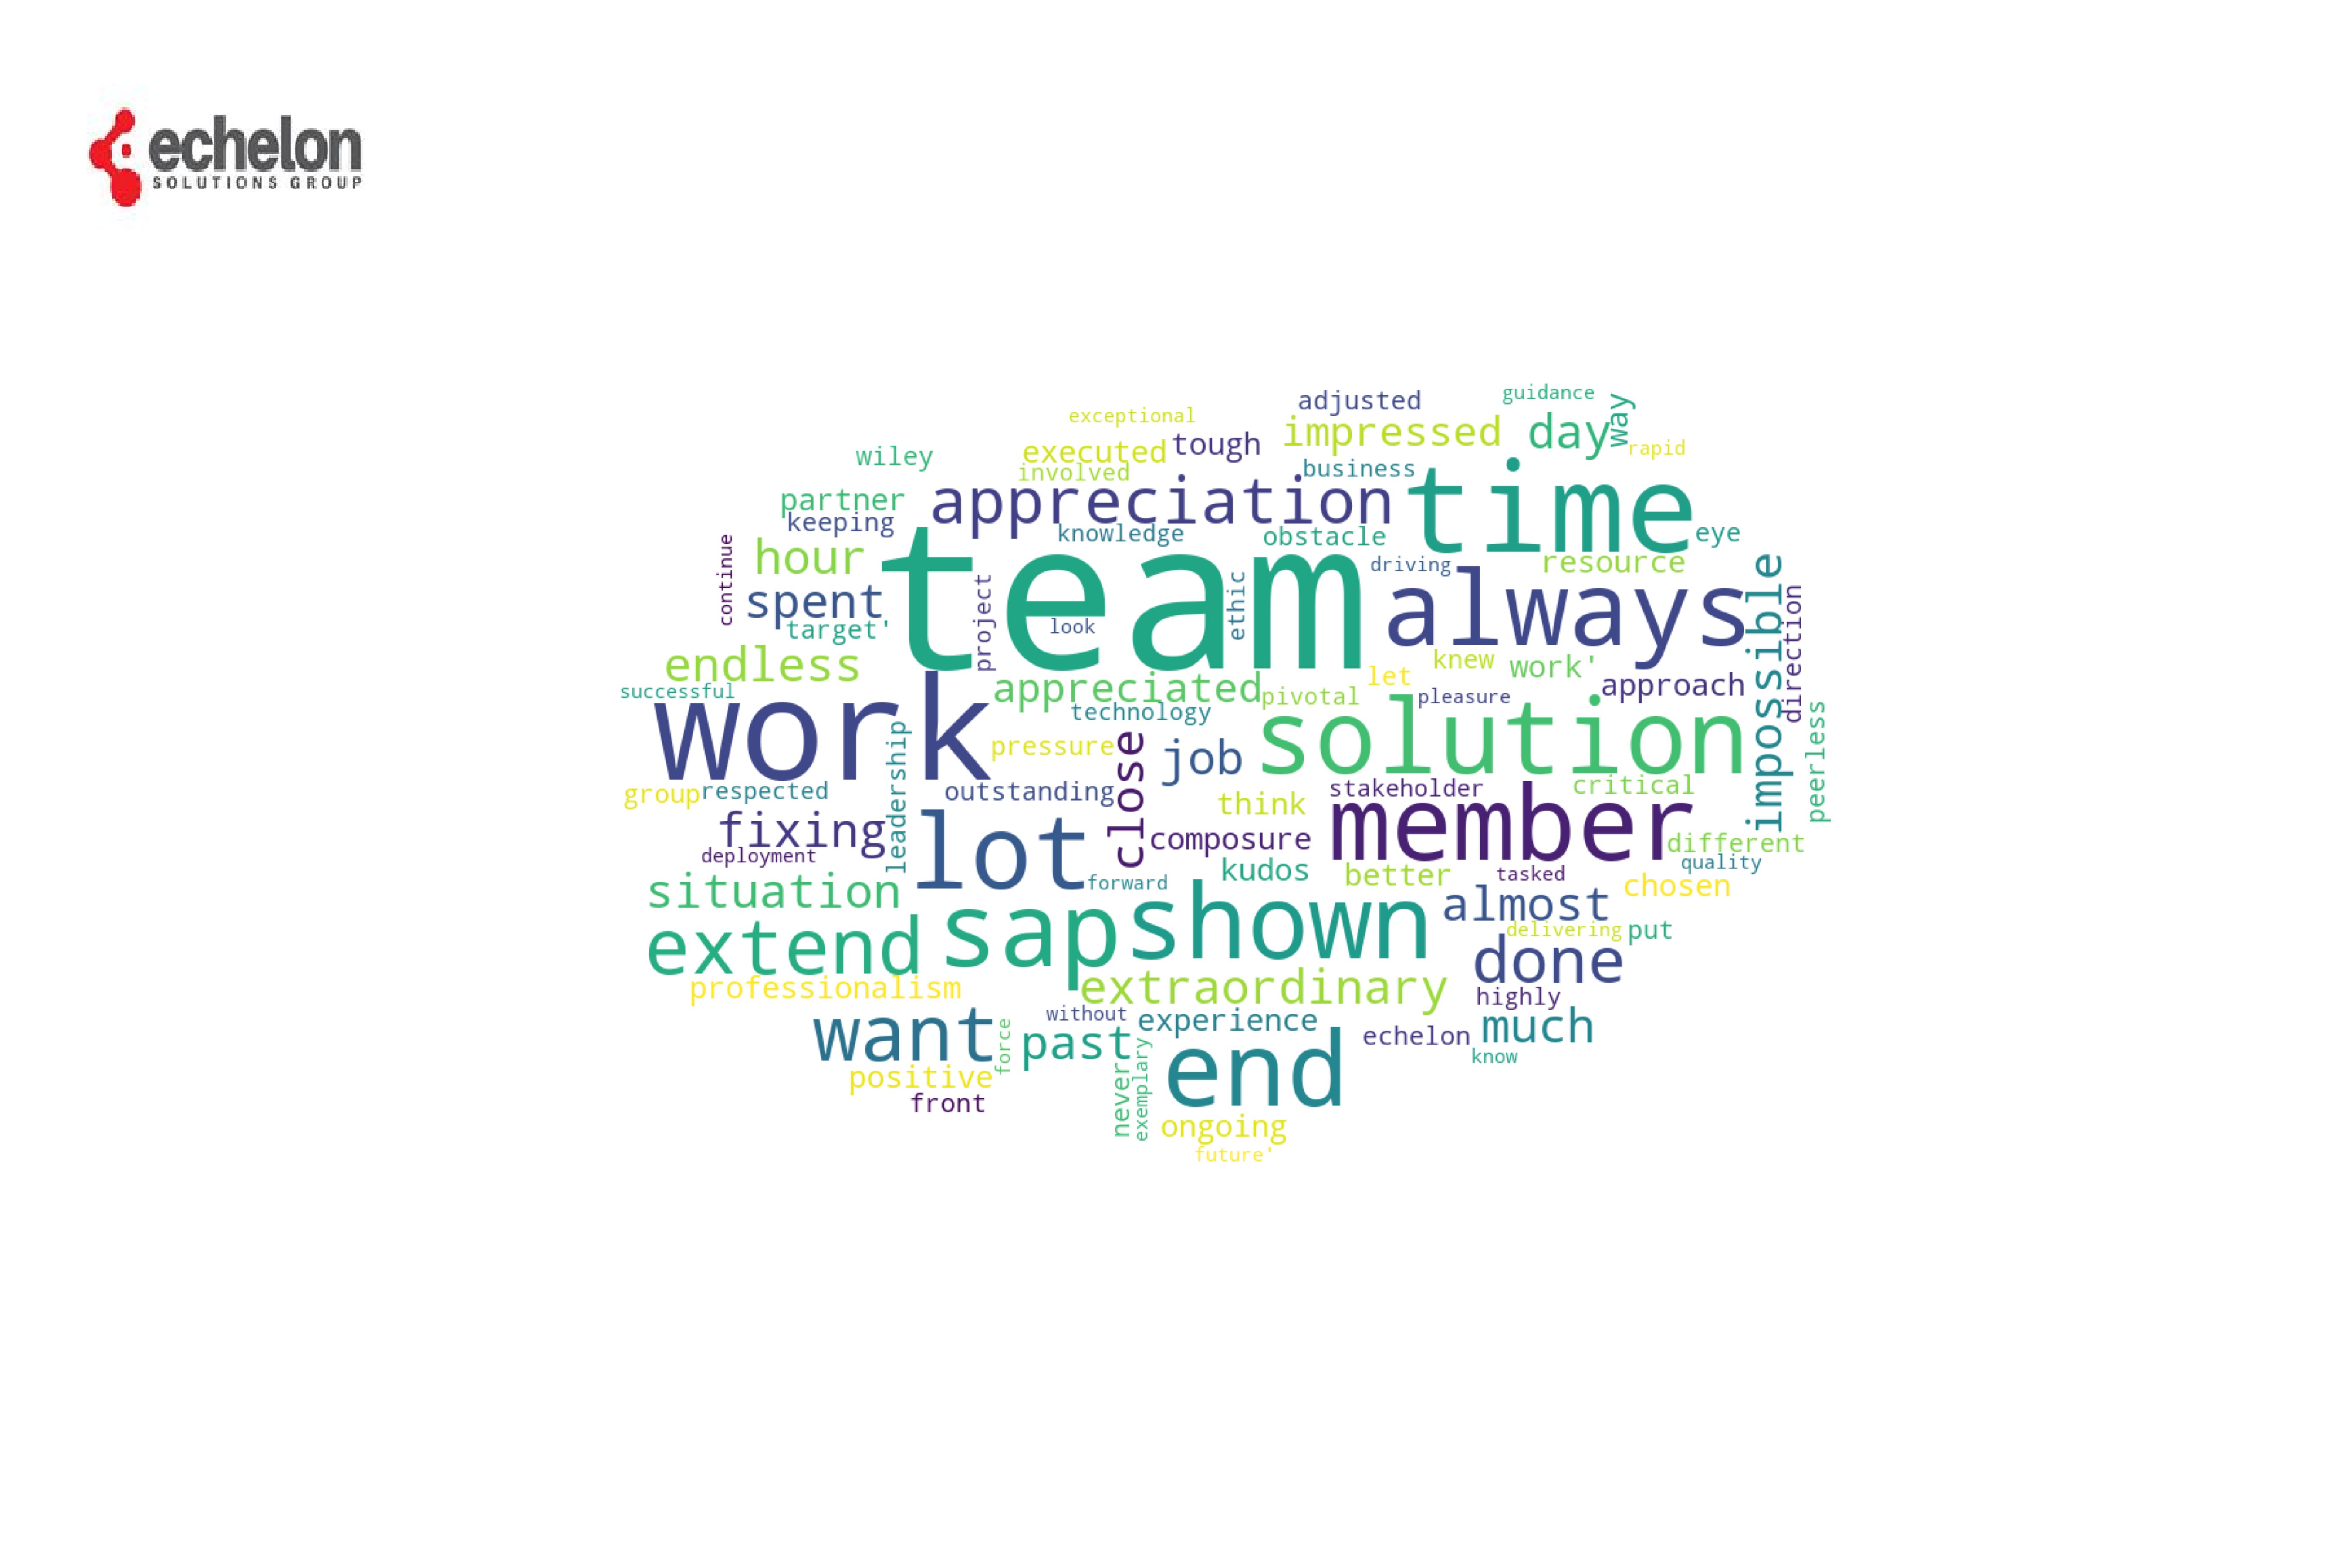 echelon
SOLUTIONS GROUP
guidance
adjusted
exceptional
way
impressed
day
tough
executed
rapid
wiley
business
involved
time
partner
appreciation
keeping
eye
knowledge
obstacle
team
hour
resource
driving
continue
impossible
spent
ethic
always
project
look
target'
direction
endless
knew
work'
let
approach
successful
appreciated
pivotal
pleasure
work
technology
solution
pressure
job
close
leadership
peerless
critical
stakeholder
group
respected
outstanding
think
member
fixing
lot
composure
different
deployment
quality
kudos
better
tasked
forward
chosen
situation
almost
sap
shown
delivering
put
extend
done
professionalism
extraordinary
highly
without
want
force
past
experience
echelon
much
know
end
positive
never
exemplary
front
ongoing
future'